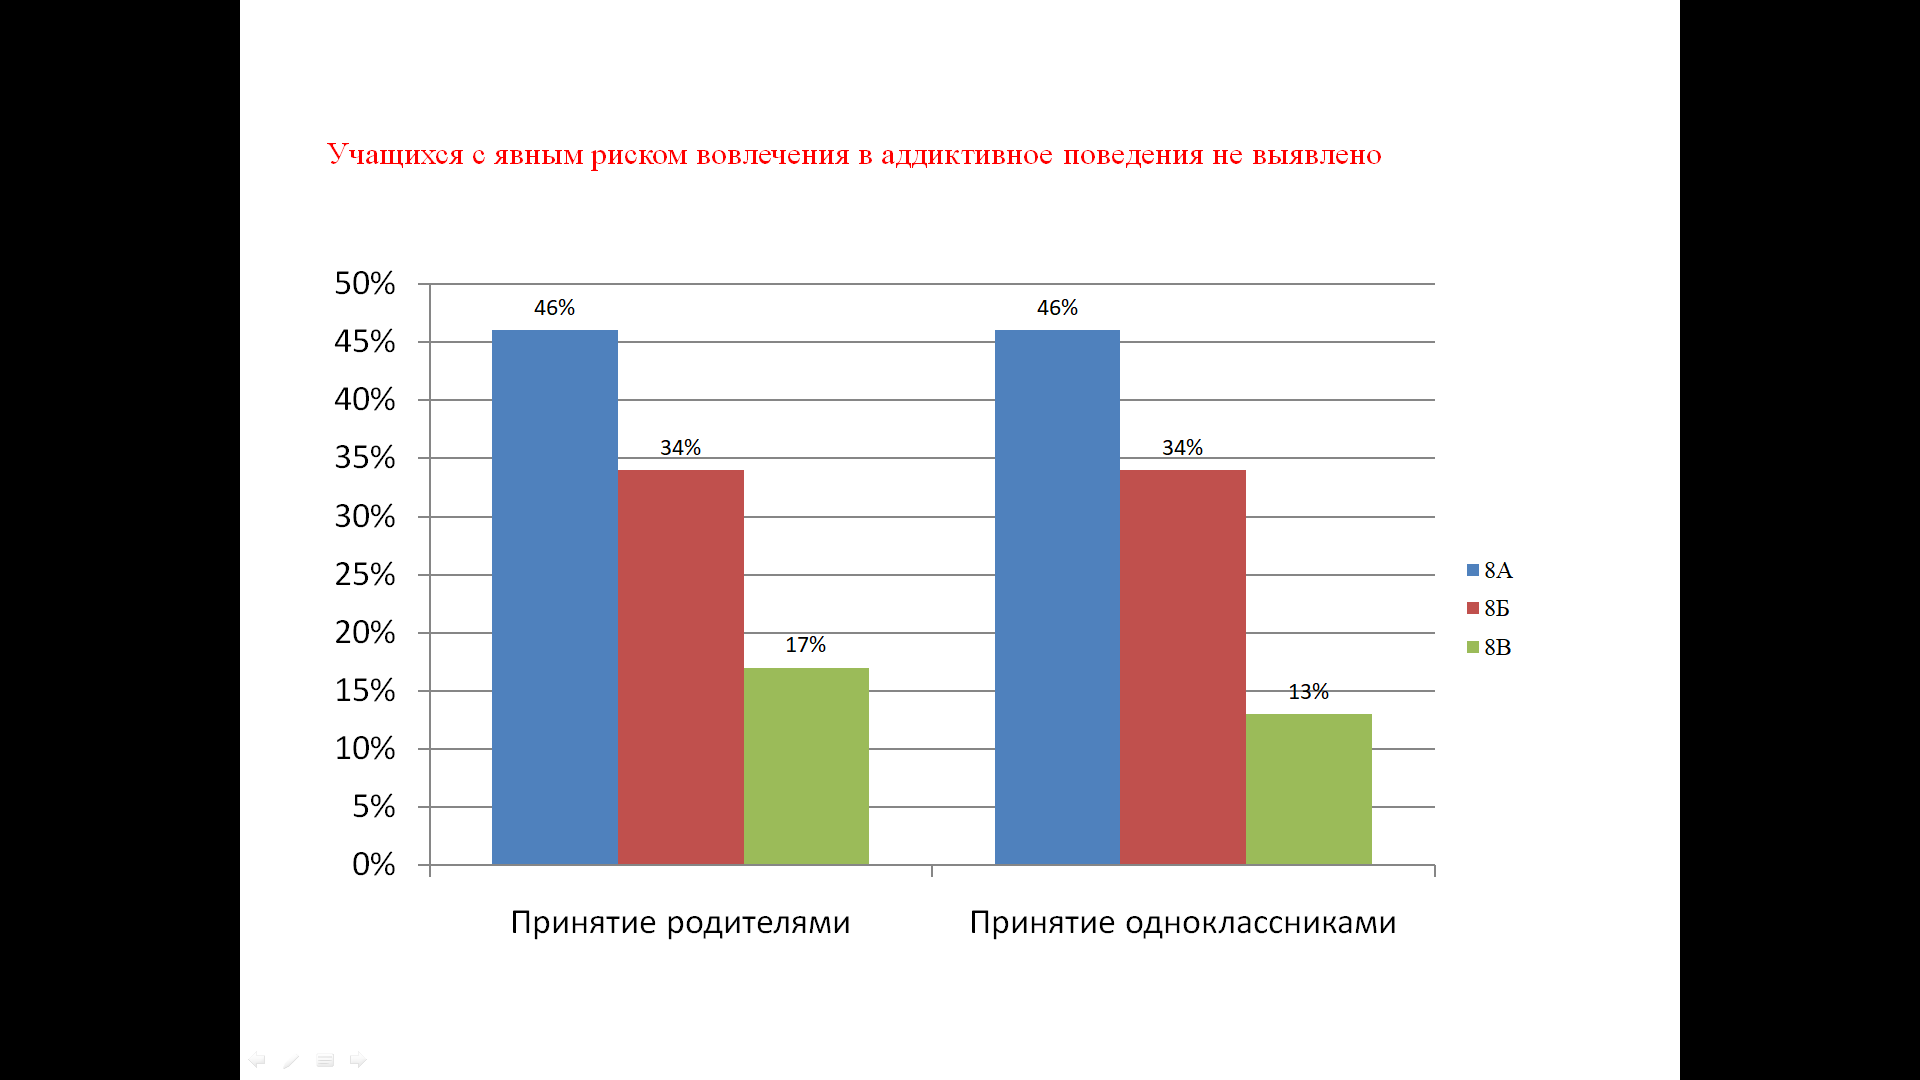 Учащихся с явным риском вовлечения в аддиктивное поведения не выявлено
50%
45%
40%
35%
30%
25%
20%
15%
10%
5%
0%
46%
34%
17%
46%
34%
13%
Принятие родителями
Принятие одноклассниками
8А
8Б
8В